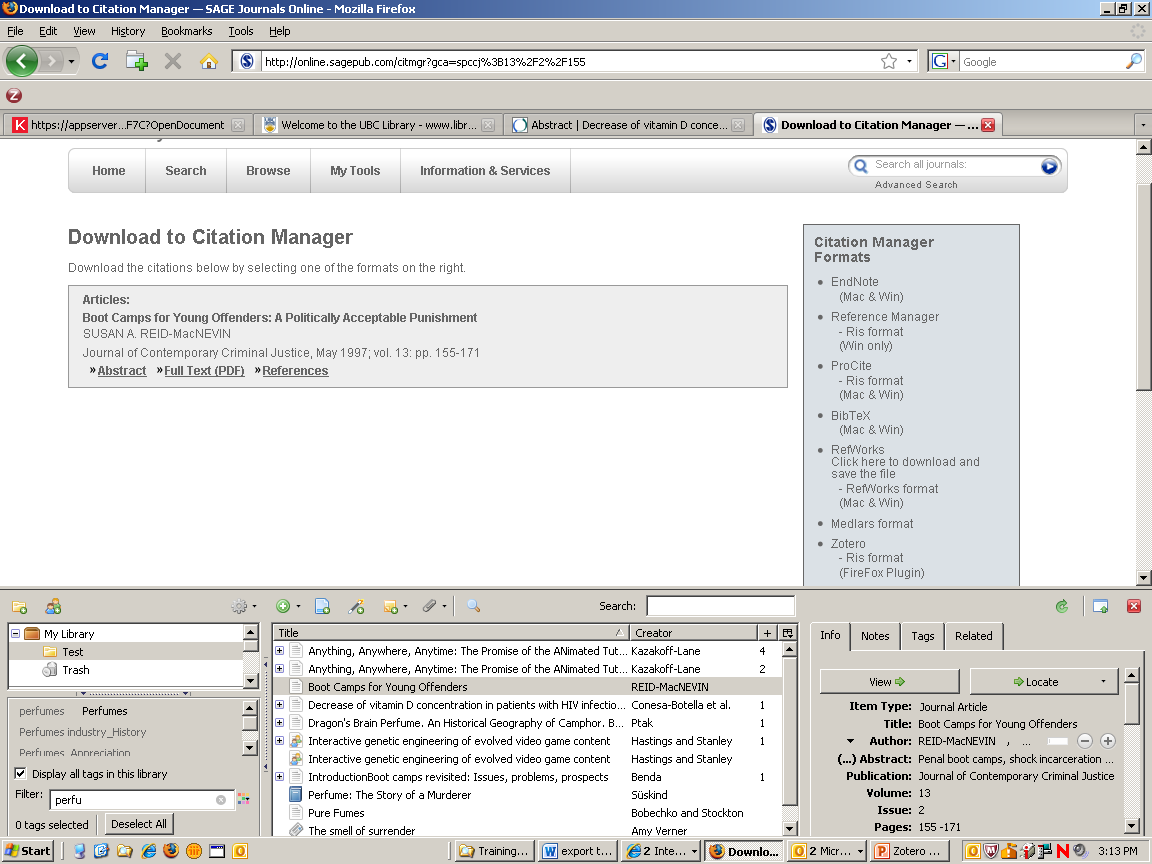 Download to Citation Manager — SAGE Journals Online - Mozilla Firefox
File Edit View History Bookmarks Tools Help
http://online.sagepub.com/citmgr?gca=spccj%3B13%2F2%2F155
G Google
Z
K https://appserver...F7C?OpenDocument
Welcome to the UBC Library - www.libr...
Abstract | Decrease of vitamin D conce...
S Download to Citation Manager — ...
Home Search Browse My Tools Information & Services
Search all journals:
Advanced Search
Download to Citation Manager
Download the citations below by selecting one of the formats on the right.
Articles:
Boot Camps for Young Offenders: A Politically Acceptable Punishment
SUSAN A. REID-MacNEVIN
Journal of Contemporary Criminal Justice, May 1997; vol. 13: pp. 155-171
»Abstract »Full Text (PDF) »References
Citation Manager
Formats
• EndNote
(Mac & Win)
• Reference Manager
- Ris format
(Win only)
• ProCite
- Ris format
(Mac & Win)
• BibTeX
(Mac & Win)
• RefWorks
Click here to download and
save the file
- RefWorks format
(Mac & Win)
• Medlars format
• Zotero
- Ris format
(FireFox Plugin)
Search:
My Library
Test
Trash
perfumes Perfumes
Perfumes industry_History
Perfumes_Appreciation
Display all tags in this library
Filter: perfu
0 tags selected Deselect All
Title Creator +
Anything, Anywhere, Anytime: The Promise of the ANimated Tut... Kazakoff-Lane 4
Anything, Anywhere, Anytime: The Promise of the ANimated Tut... Kazakoff-Lane 2
Boot Camps for Young Offenders REID-MacNEVIN
Decrease of vitamin D concentration in patients with HIV infectio... Conesa-Botella et al. 1
Dragon's Brain Perfume. An Historical Geography of Camphor. B... Ptak 1
Interactive genetic engineering of evolved video game content Hastings and Stanley 1
Interactive genetic engineering of evolved video game content Hastings and Stanley
IntroductionBoot camps revisited: Issues, problems, prospects Benda 1
Perfume: The Story of a Murderer Süskind
Pure Fumes Bobechko and Stockton
The smell of surrender Amy Verner
Info Notes Tags Related
View Locate
Item Type: Journal Article
Title: Boot Camps for Young Offenders
Author: REID-MacNEVIN , ...
(...) Abstract: Penal boot camps, shock incarceration ...
Publication: Journal of Contemporary Criminal Justice
Volume: 13
Issue: 2
Pages: 155 -171
Start
Training...
export t...
2 Inte...
Downlo...
2 Micr...
Zotero ...
3:13 PM